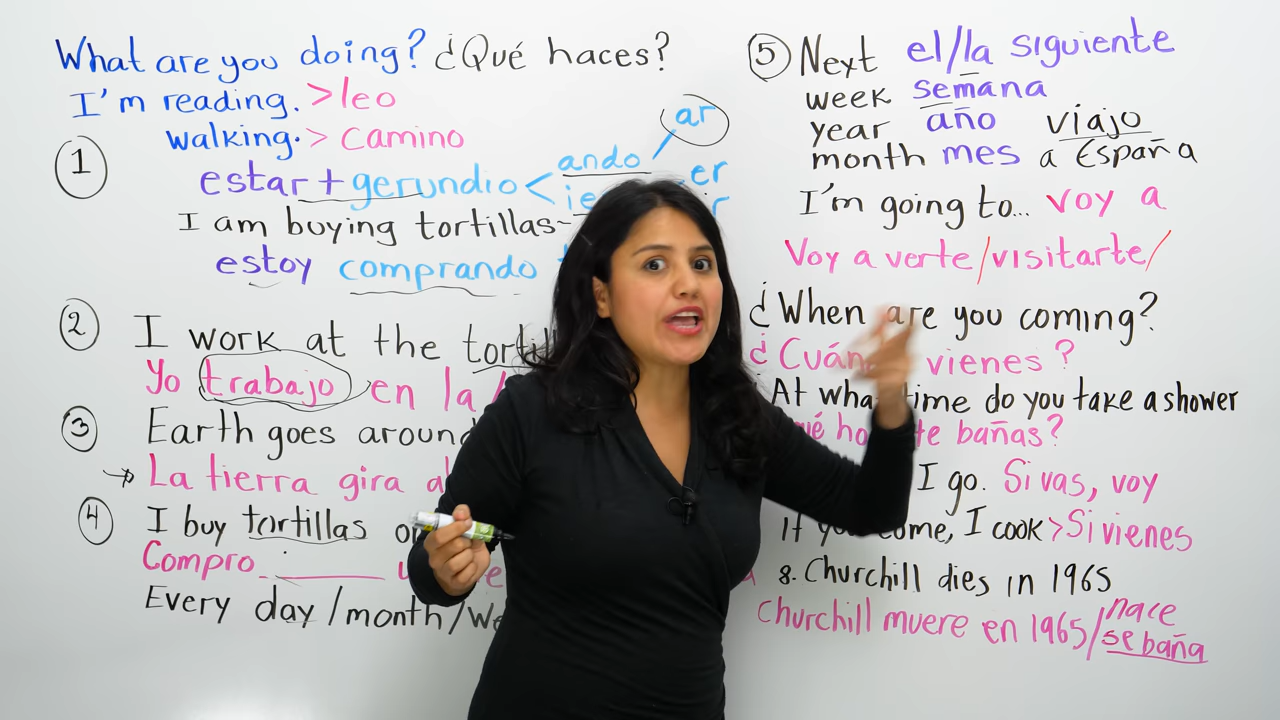 What are you doing? ¿Qué haces?
I'm reading. > leo
walking. > camino
1
ar
ando
estar + gerundio <
er
I am buying tortillas-
estoy comprando
2 I work at the
Yo trabajo en la
3 Earth goes around
→ La tierra gira
4 I buy tortillas
Compro ______
Every day / month /
5 Next el/la siguiente
week semana
year año viajo
month mes a España
I'm going to... voy a
Voy a verte/visitarte/
¿When are you coming?
¿ vienes?
At what time do you take a shower
te bañas?
I go. Si vas, voy
I cook > Si vienes
8. Churchill dies in 1965
Churchill muere en 1965/nace
se baña